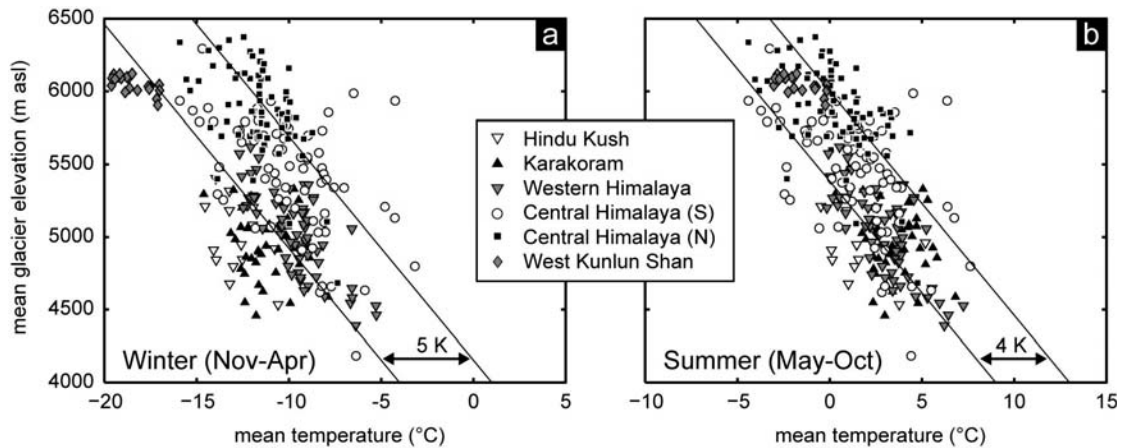 mean glacier elevation (m asl)
6500
6000
5500
5000
4500
4000
a
Winter (Nov-Apr)
5 K
-20
-15
-10
-5
0
5
mean temperature (°C)
Hindu Kush
Karakoram
Western Himalaya
Central Himalaya (S)
Central Himalaya (N)
West Kunlun Shan
b
Summer (May-Oct)
4 K
-10
-5
0
5
10
15
mean temperature (°C)